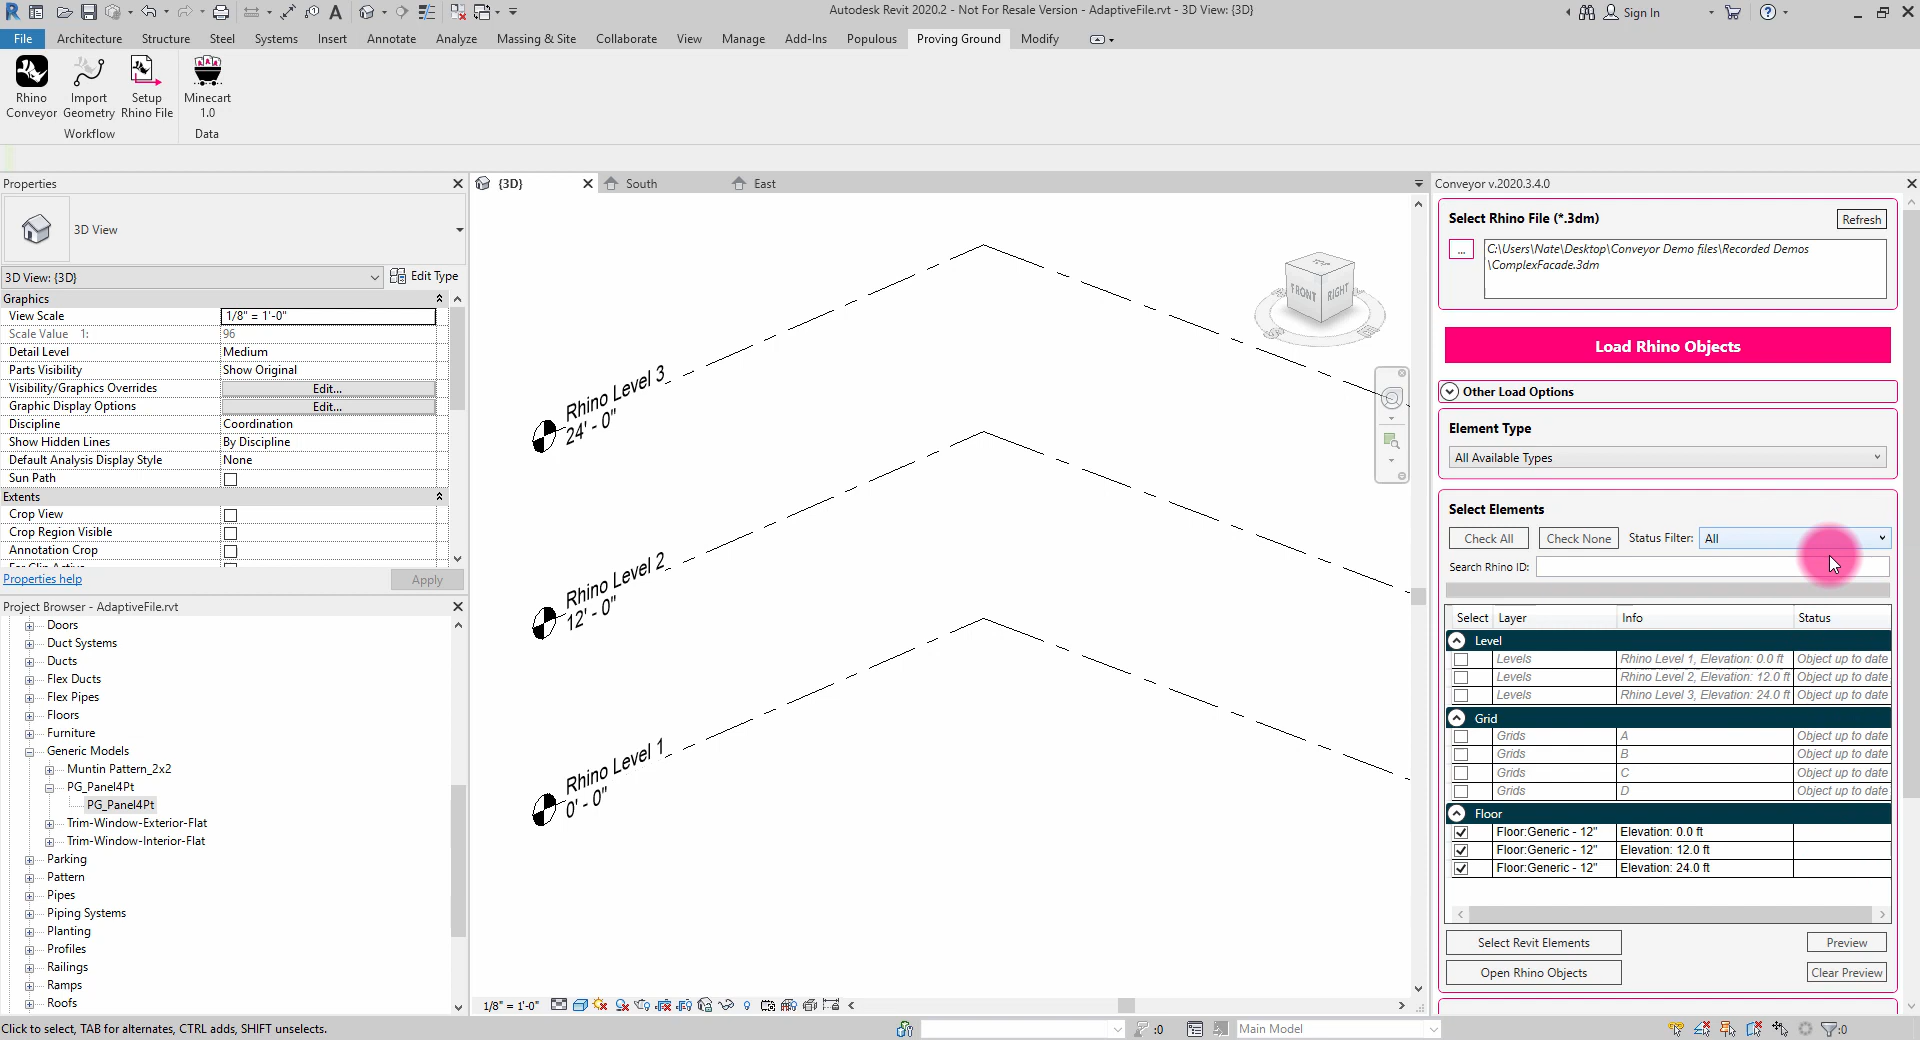 Autodesk Revit 2020.2 - Not For Resale Version - AdaptiveFile.rvt - 3D View: {3D}
Sign In
File Architecture Structure Steel Systems Insert Annotate Analyze Massing & Site Collaborate View Manage Add-Ins Populous Proving Ground Modify
Rhino Conveyor
Import Geometry
Setup Rhino File
Minecart 1.0
Workflow
Data
Properties
3D View
3D View: {3D}
Edit Type
Graphics
View Scale 1/8" = 1'-0"
Scale Value 1: 96
Detail Level Medium
Parts Visibility Show Original
Visibility/Graphics Overrides Edit...
Graphic Display Options Edit...
Discipline Coordination
Show Hidden Lines By Discipline
Default Analysis Display Style None
Sun Path
Extents
Crop View
Crop Region Visible
Annotation Crop
Properties help
Apply
Project Browser - AdaptiveFile.rvt
Doors
Duct Systems
Ducts
Flex Ducts
Flex Pipes
Floors
Furniture
Generic Models
Muntin Pattern_2x2
PG_Panel4Pt
PG_Panel4Pt
Trim-Window-Exterior-Flat
Trim-Window-Interior-Flat
Parking
Pattern
Pipes
Piping Systems
Planting
Profiles
Railings
Ramps
Roofs
{3D}
South
East
Rhino Level 3
24' - 0"
Rhino Level 2
12' - 0"
Rhino Level 1
0' - 0"
TOP
FRONT
RIGHT
1/8" = 1'-0"
Conveyor v.2020.3.4.0
Select Rhino File (*.3dm)
Refresh
...
C:\Users\Nate\Desktop\Conveyor Demo files\Recorded Demos
\ComplexFacade.3dm
Load Rhino Objects
Other Load Options
Element Type
All Available Types
Select Elements
Check All
Check None
Status Filter: All
Search Rhino ID:
Select Layer Info Status
Level
Levels Rhino Level 1, Elevation: 0.0 ft Object up to date
Levels Rhino Level 2, Elevation: 12.0 ft Object up to date
Levels Rhino Level 3, Elevation: 24.0 ft Object up to date
Grid
Grids A Object up to date
Grids B Object up to date
Grids C Object up to date
Grids D Object up to date
Floor
Floor:Generic - 12" Elevation: 0.0 ft
Floor:Generic - 12" Elevation: 12.0 ft
Floor:Generic - 12" Elevation: 24.0 ft
Select Revit Elements
Preview
Open Rhino Objects
Clear Preview
Click to select, TAB for alternates, CTRL adds, SHIFT unselects.
:0
Main Model
:0